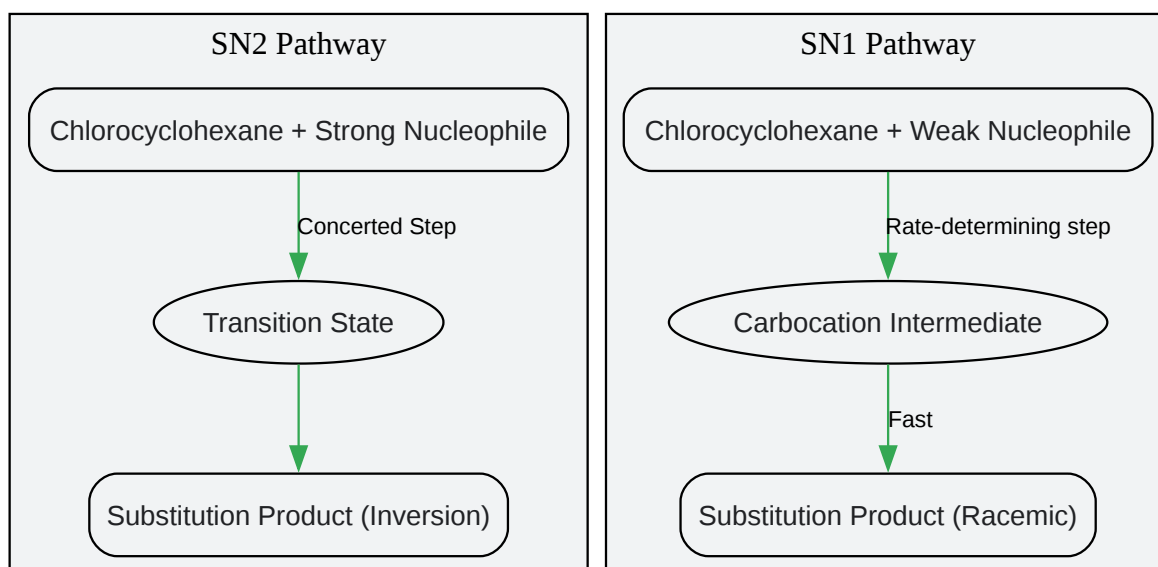 SN2 Pathway
Chlorocyclohexane + Strong Nucleophile
Concerted Step
Transition State
Substitution Product (Inversion)
SN1 Pathway
Chlorocyclohexane + Weak Nucleophile
Rate-determining step
Carbocation Intermediate
Fast
Substitution Product (Racemic)